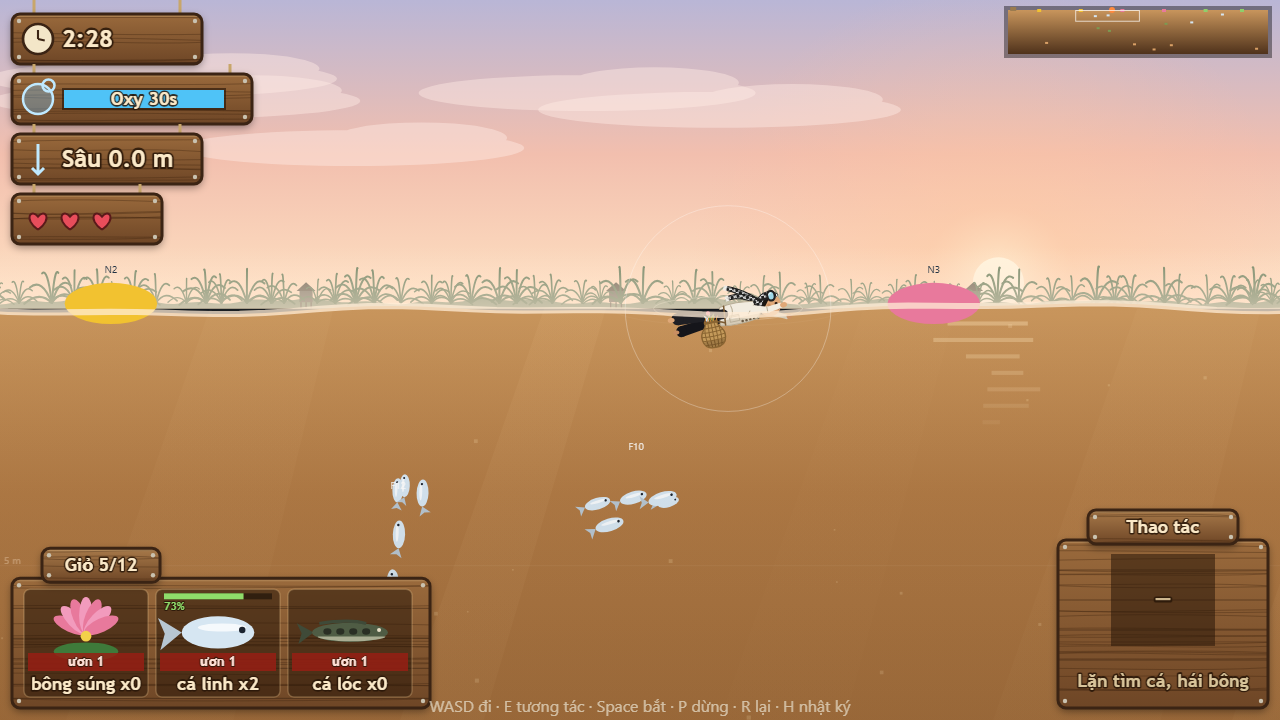 2:28
Oxy 30s
Sâu 0.0 m
N2
N3
F10
5 m
Giỏ 5/12
73%
ươn 1
ươn 1
ươn 1
bông súng x0
cá linh x2
cá lóc x0
Thao tác
—
Lặn tìm cá, hái bông
WASD đi · E tương tác · Space bắt · P dừng · R lại · H nhật ký